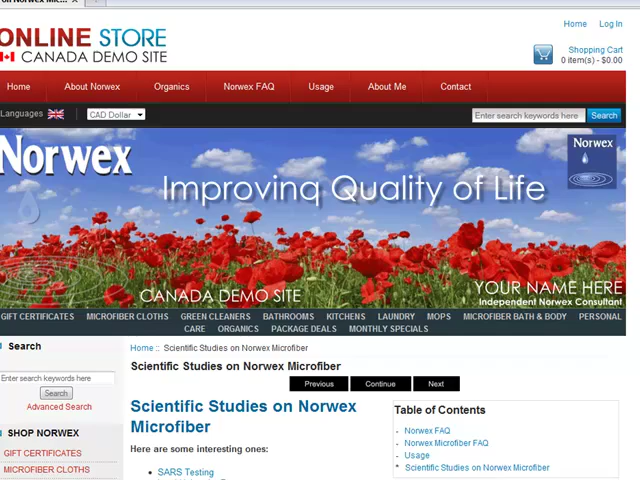 ONLINE STORE
CANADA DEMO SITE
Home Log In
Shopping Cart
0 item(s) - $0.00
Home About Norwex Organics Norwex FAQ Usage About Me Contact
Languages CAD Dollar Enter search keywords here Search
Norwex
Norwex
Improving Quality of Life
CANADA DEMO SITE
YOUR NAME HERE
Independent Norwex Consultant
GIFT CERTIFICATES MICROFIBER CLOTHS GREEN CLEANERS BATHROOMS KITCHENS LAUNDRY MOPS MICROFIBER BATH & BODY PERSONAL
CARE ORGANICS PACKAGE DEALS MONTHLY SPECIALS
Search
Enter search keywords here
Search
Advanced Search
SHOP NORWEX
GIFT CERTIFICATES
MICROFIBER CLOTHS
Home :: Scientific Studies on Norwex Microfiber
Scientific Studies on Norwex Microfiber
Previous Continue Next
Scientific Studies on Norwex
Microfiber
Here are some interesting ones:
• SARS Testing
Table of Contents
- Norwex FAQ
- Norwex Microfiber FAQ
- Usage
* Scientific Studies on Norwex Microfiber